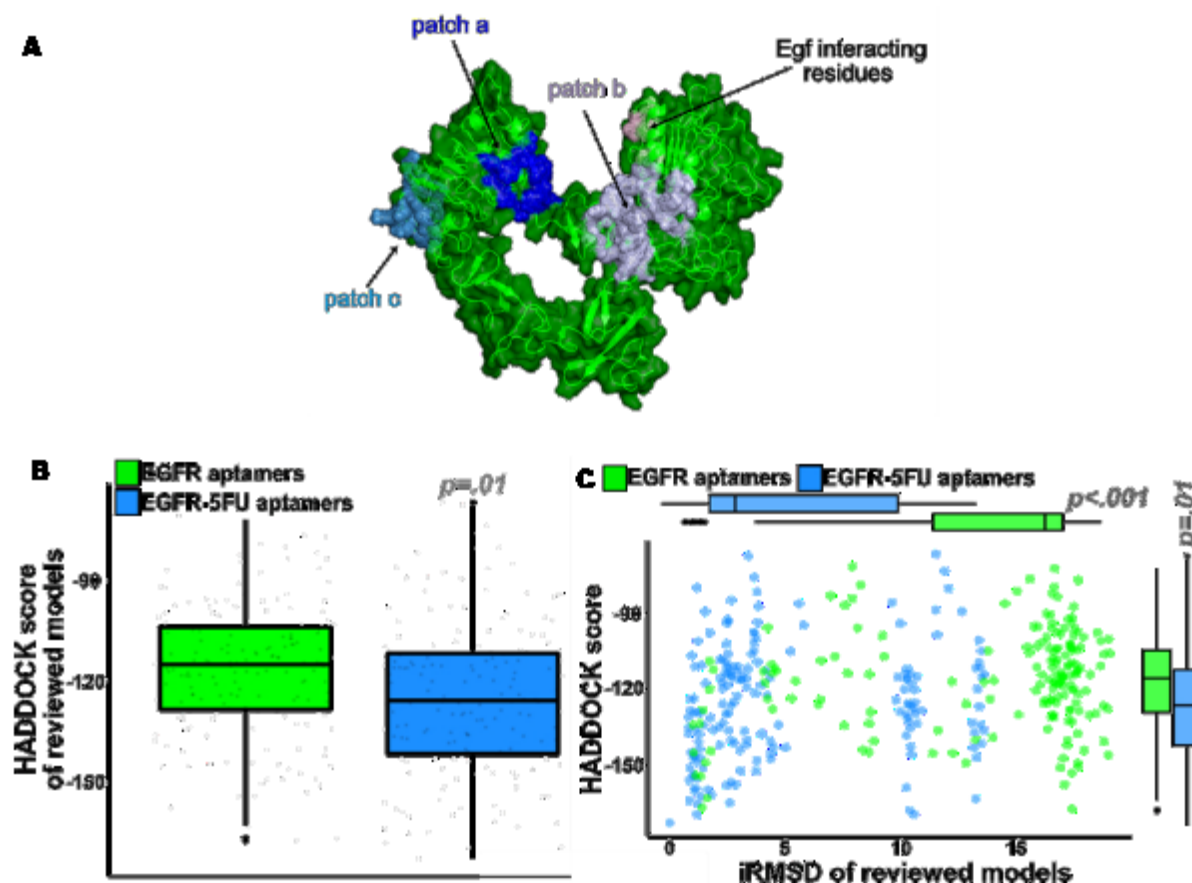 A
patch a
Egf interacting
residues
patch b
patch c
B
EGFR aptamers
EGFR-5FU aptamers
p=.01
HADDOCK score
of reviewed models
-90
-120
-150
C
EGFR aptamers
EGFR-5FU aptamers
p<.001
p=.01
HADDOCK score
-90
-120
-150
0
5
10
15
iRMSD of reviewed models